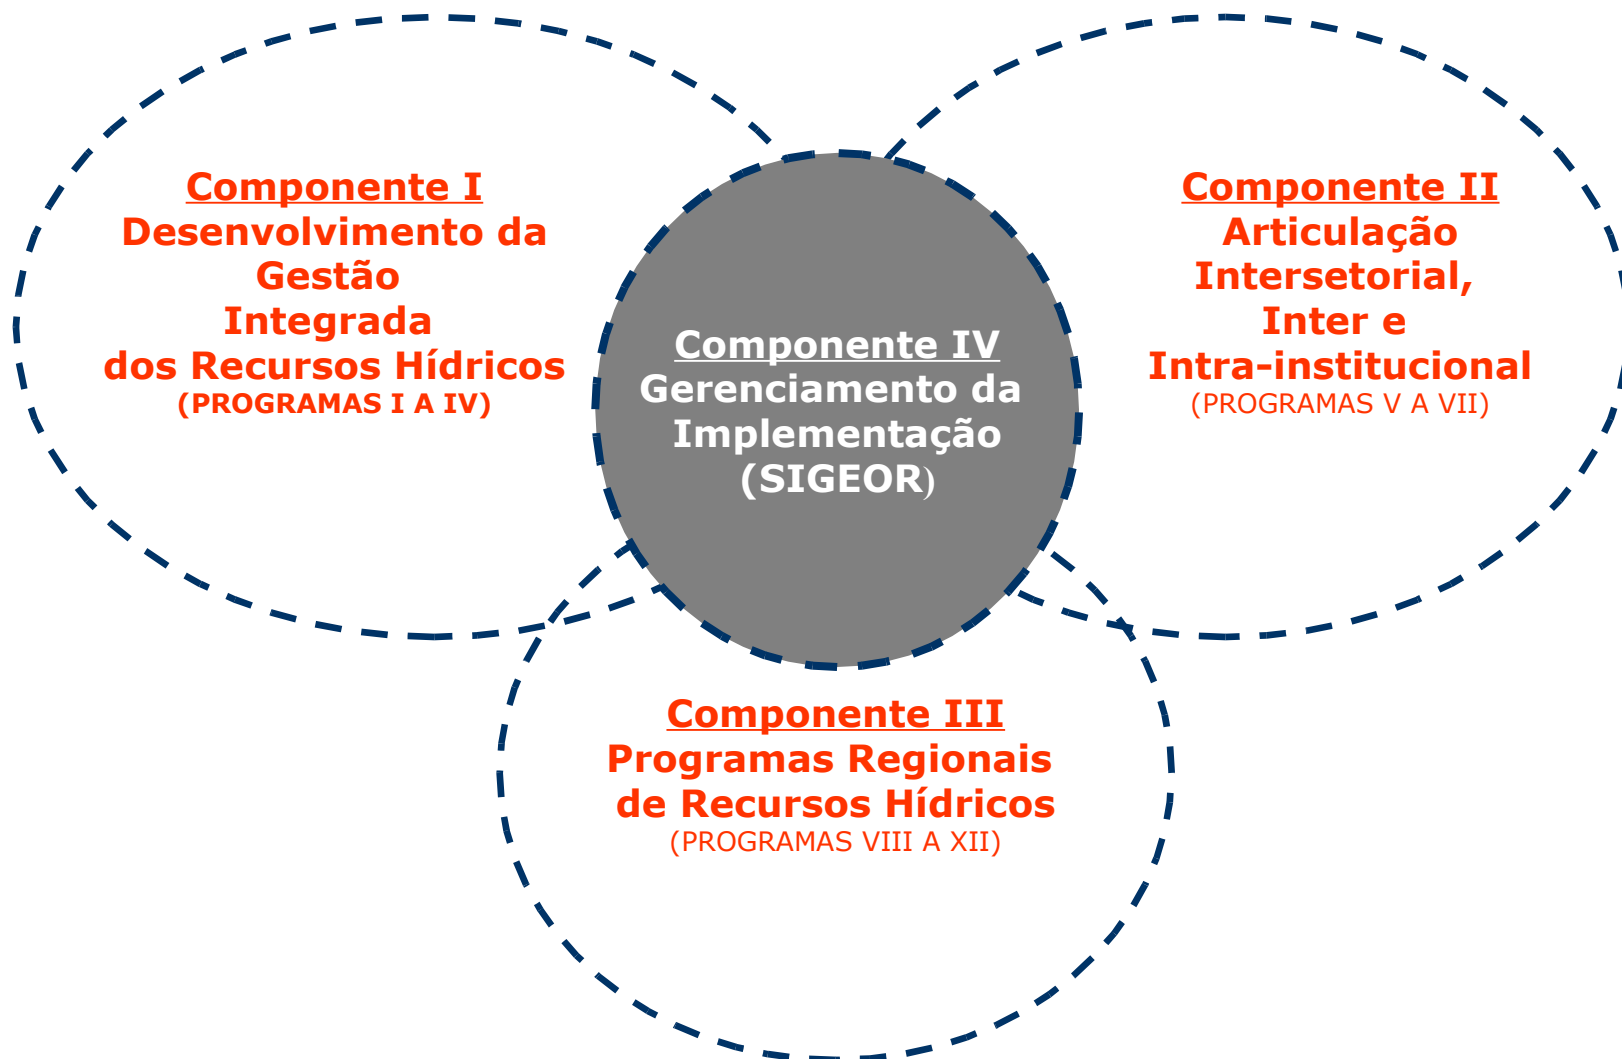 Componente I
Desenvolvimento da
Gestão
Integrada
dos Recursos Hídricos
(PROGRAMAS I A IV)
Componente II
Articulação
Intersetorial,
Inter e
Intra-institucional
(PROGRAMAS V A VII)
Componente IV
Gerenciamento da
Implementação
(SIGEOR)
Componente III
Programas Regionais
de Recursos Hídricos
(PROGRAMAS VIII A XII)